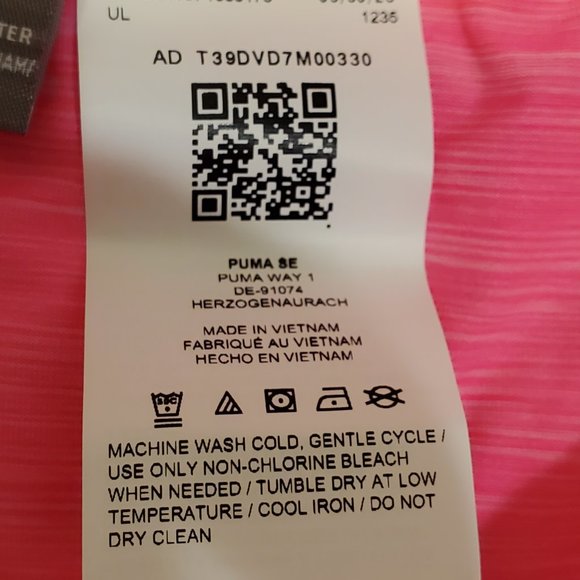 TER
UL
1235
AD T39DVD7M00330
PUMA SE
PUMA WAY 1
DE-91074
HERZOGENAURACH
MADE IN VIETNAM
FABRIQUÉ AU VIETNAM
HECHO EN VIETNAM
MACHINE WASH COLD, GENTLE CYCLE /
USE ONLY NON-CHLORINE BLEACH
WHEN NEEDED / TUMBLE DRY AT LOW
TEMPERATURE / COOL IRON / DO NOT
DRY CLEAN